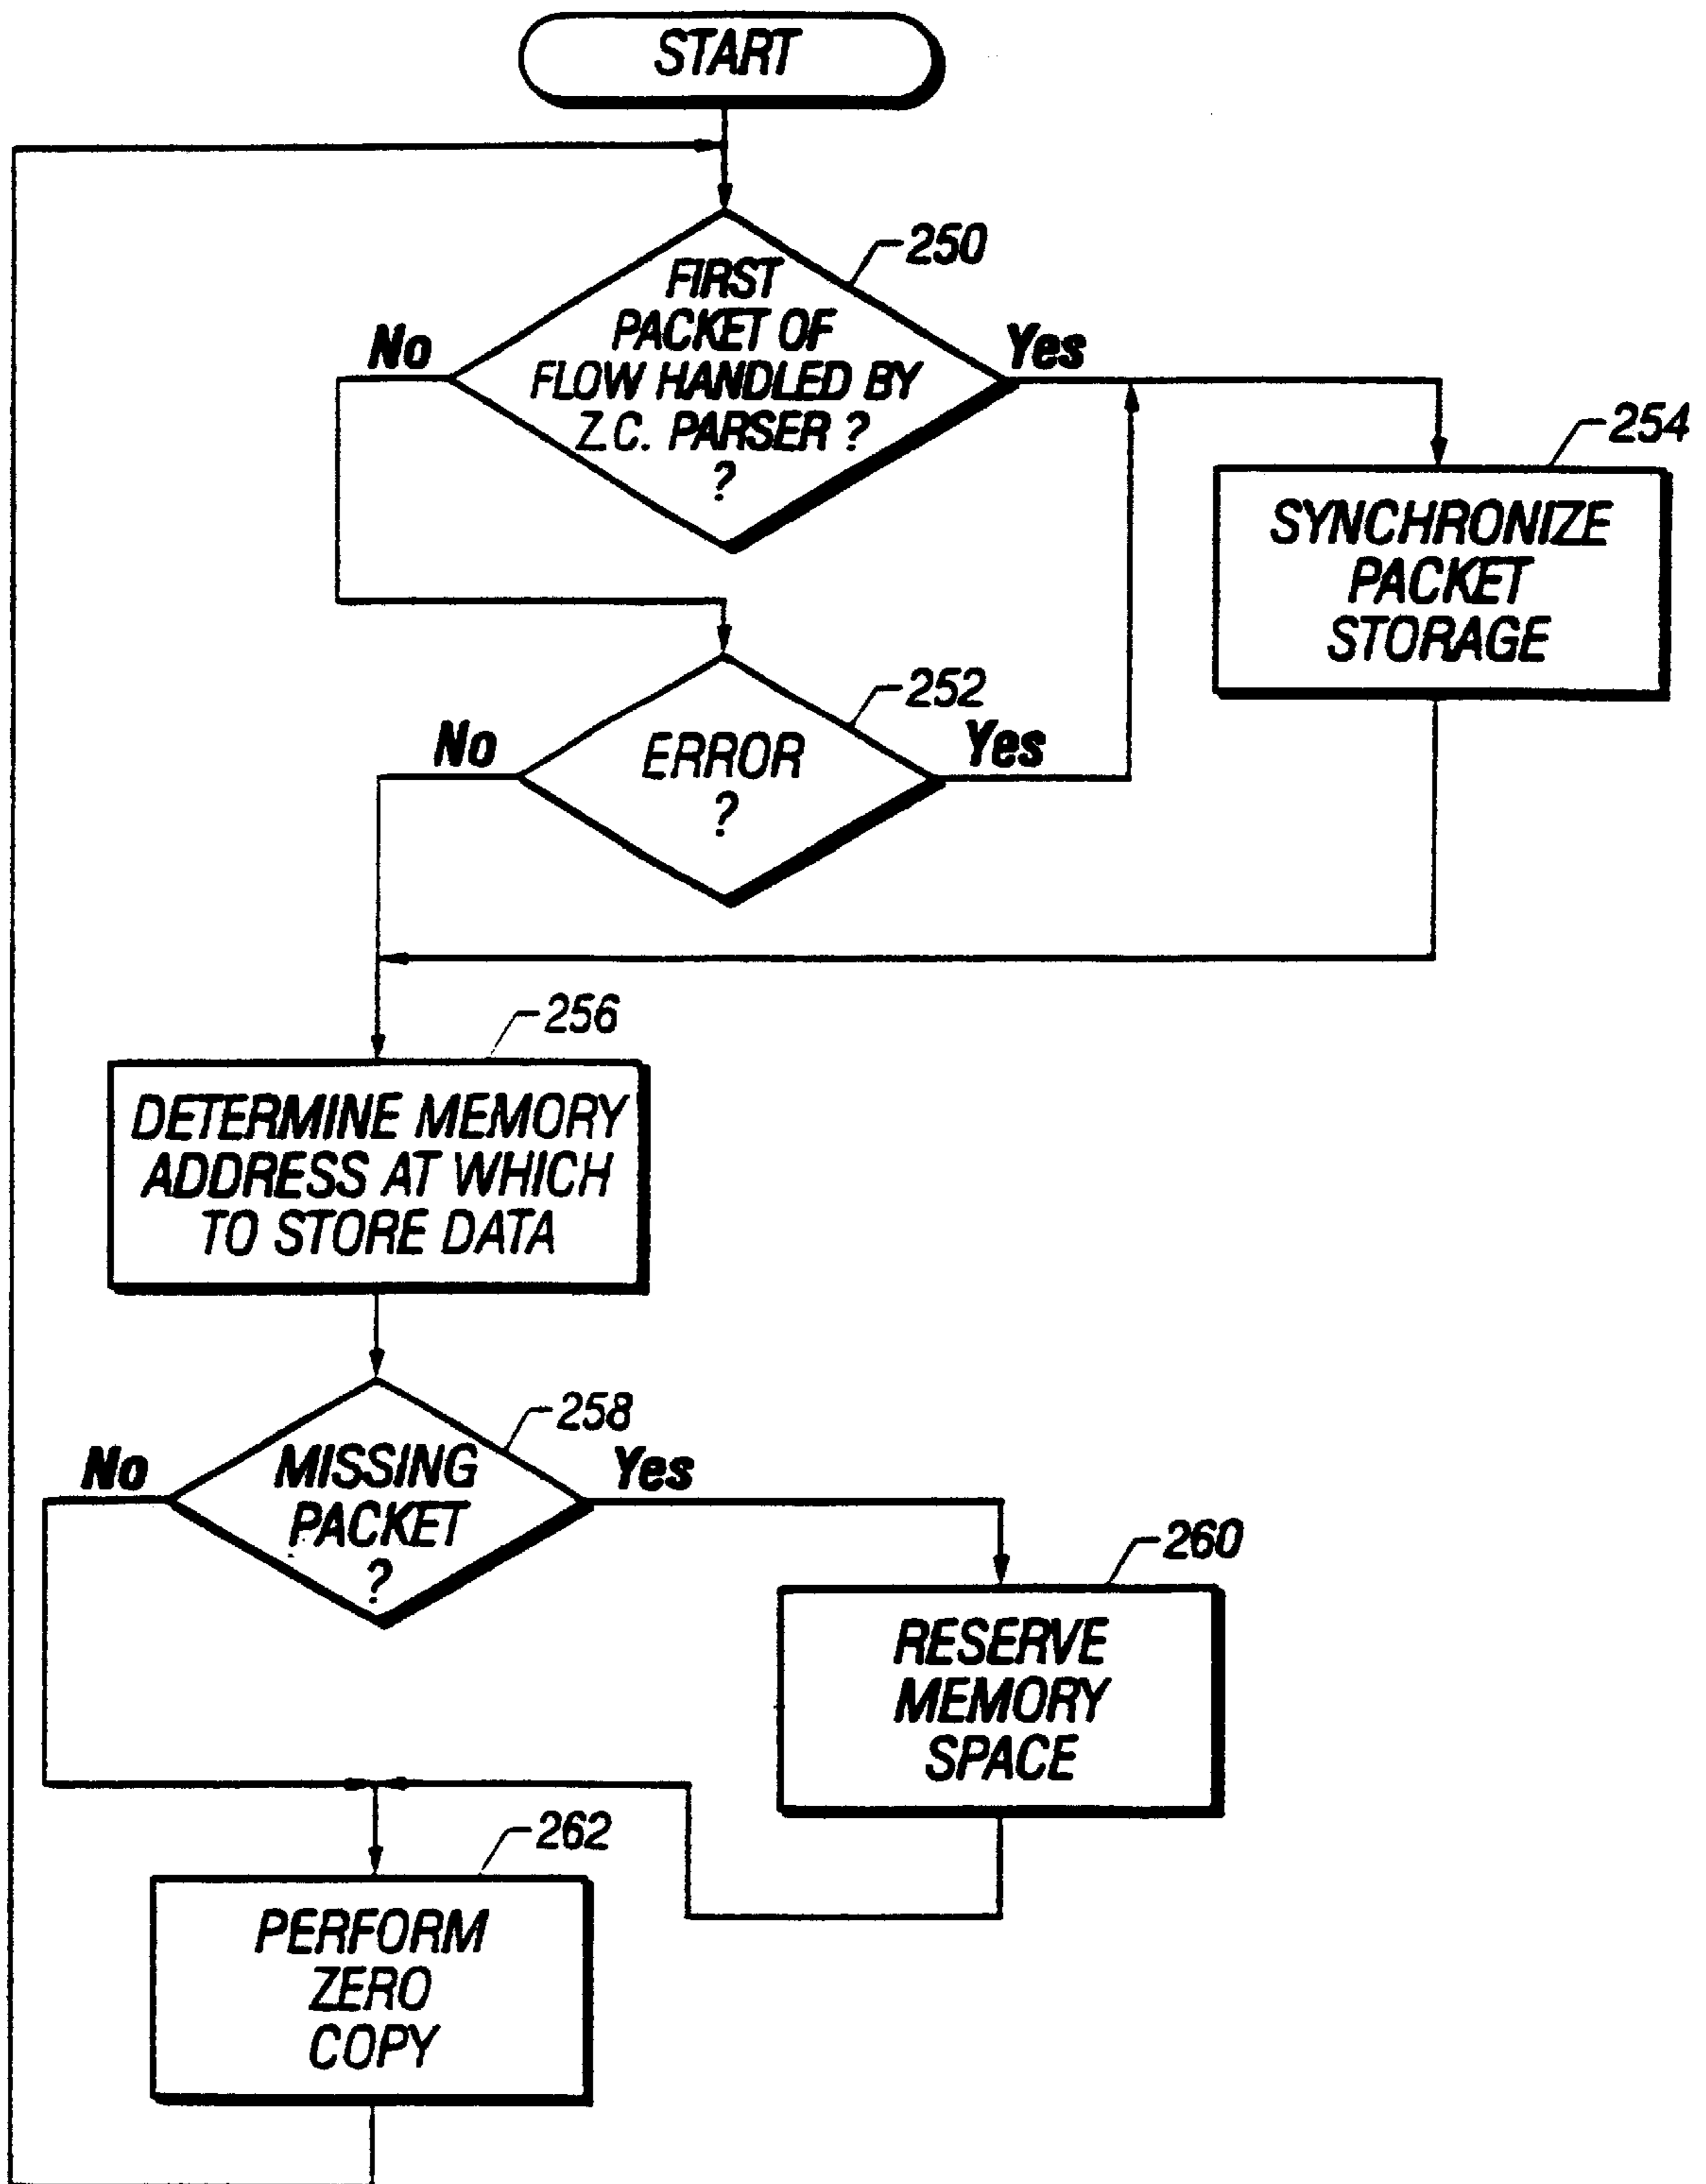 START
250
FIRST
PACKET OF
No
Yes
FLOW HANDLED BY
Z.C. PARSER ?
?
254
SYNCHRONIZE
PACKET
STORAGE
252
No
Yes
ERROR
?
256
DETERMINE MEMORY
ADDRESS AT WHICH
TO STORE DATA
258
No
Yes
MISSING
PACKET
?
260
RESERVE
MEMORY
SPACE
262
PERFORM
ZERO
COPY